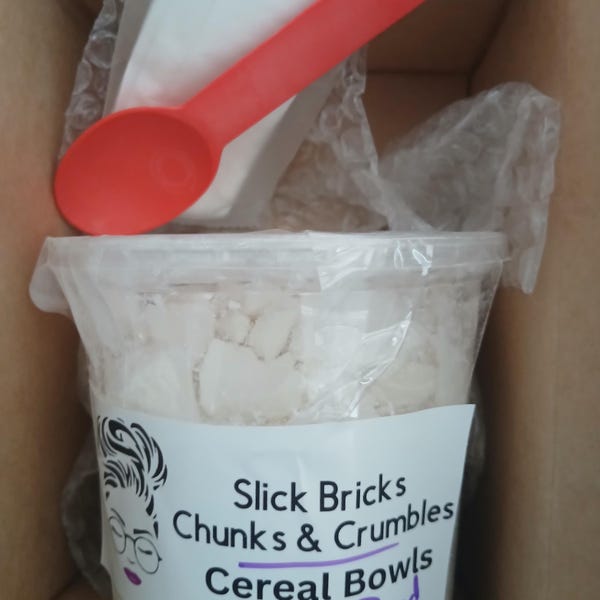 Slick Bricks
Chunks & Crumbles
Cereal Bowls